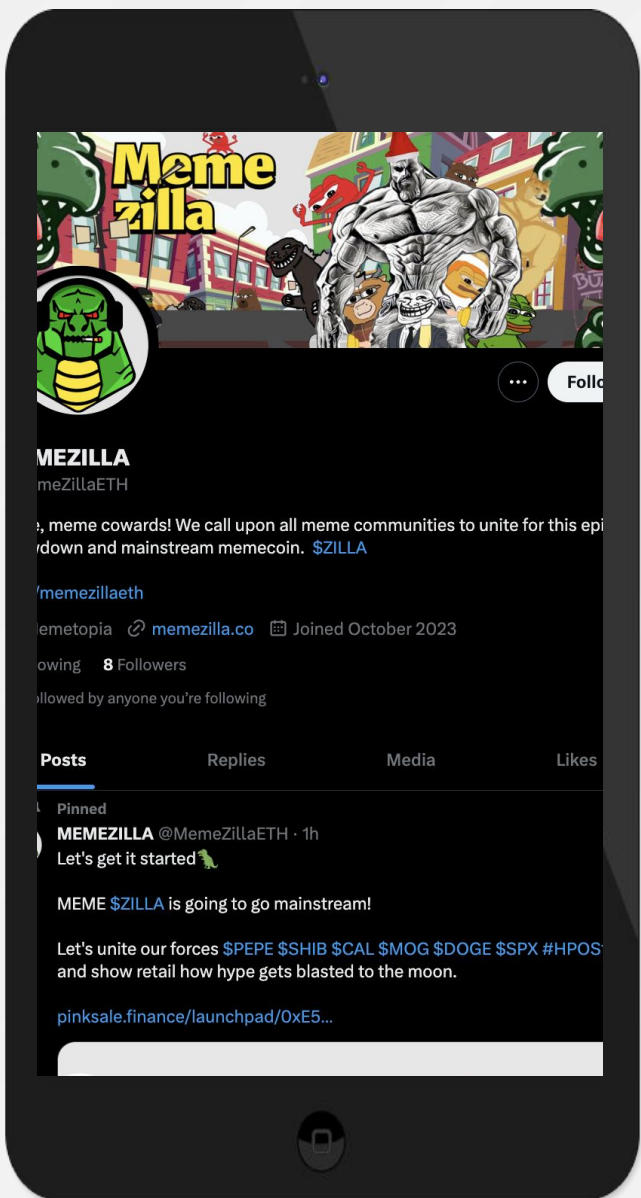 Meme
zilla
BU
•••
Follo
MEZILLA
meZillaETH
e, meme cowards! We call upon all meme communities to unite for this epi
wdown and mainstream memecoin. $ZILLA
/memezillaeth
emetopia memezilla.co Joined October 2023
owing 8 Followers
ollowed by anyone you’re following
Posts Replies Media Likes
Pinned
MEMEZILLA @MemeZillaETH · 1h
Let's get it started🦖
MEME $ZILLA is going to go mainstream!
Let's unite our forces $PEPE $SHIB $CAL $MOG $DOGE $SPX #HPOS
and show retail how hype gets blasted to the moon.
pinksale.finance/launchpad/0xE5…